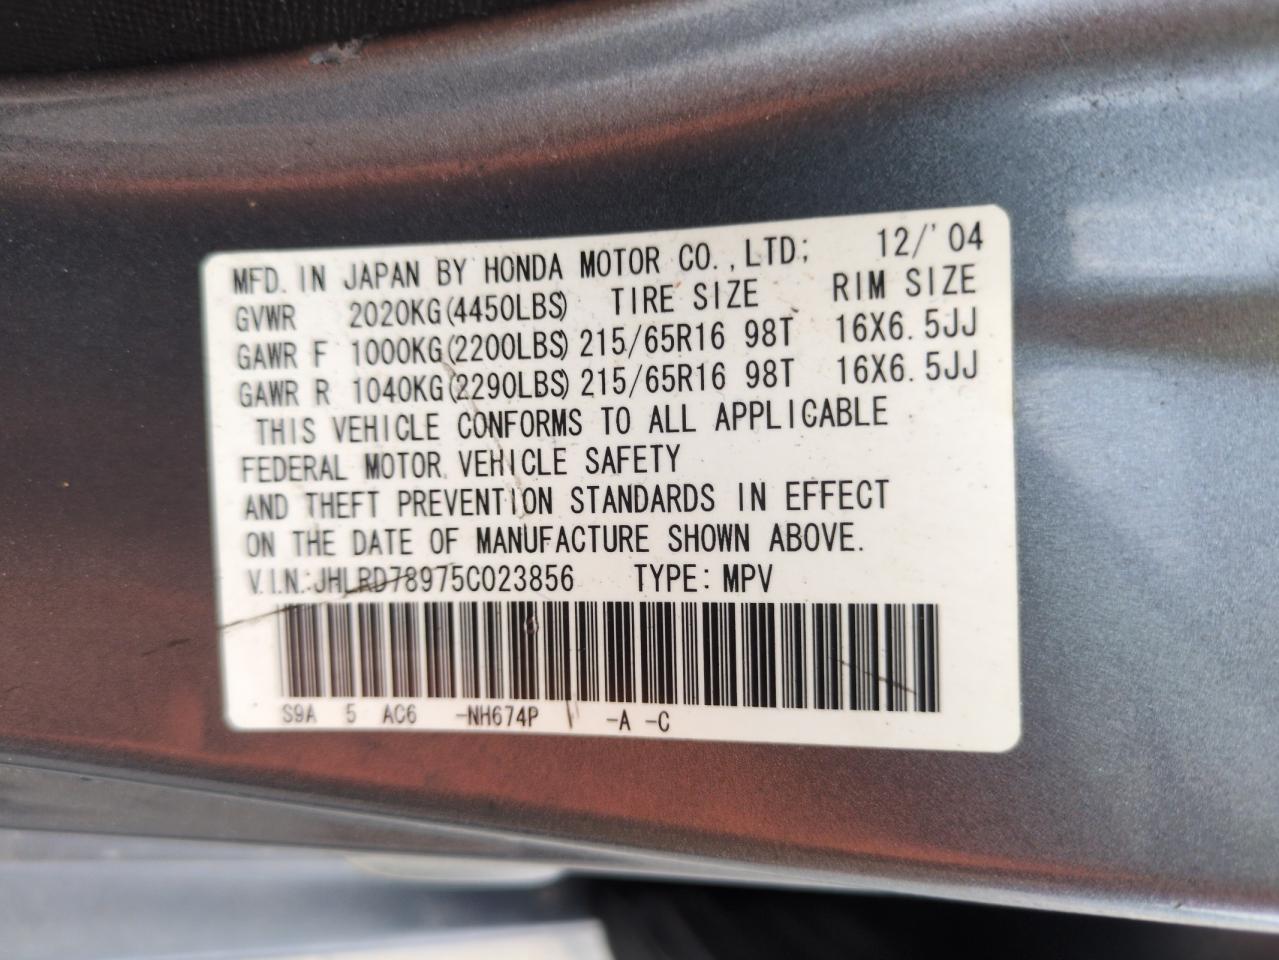 MFD. IN JAPAN BY HONDA MOTOR CO.,LTD; 12/'04
GVWR 2020KG(4450LBS) TIRE SIZE RIM SIZE
GAWR F 1000KG(2200LBS) 215/65R16 98T 16X6.5JJ
GAWR R 1040KG(2290LBS) 215/65R16 98T 16X6.5JJ
THIS VEHICLE CONFORMS TO ALL APPLICABLE
FEDERAL MOTOR VEHICLE SAFETY
AND THEFT PREVENTION STANDARDS IN EFFECT
ON THE DATE OF MANUFACTURE SHOWN ABOVE.
V.I.N.:JHLRD78975C023856 TYPE: MPV
S9A 5 AC6 -NH674P -A -C